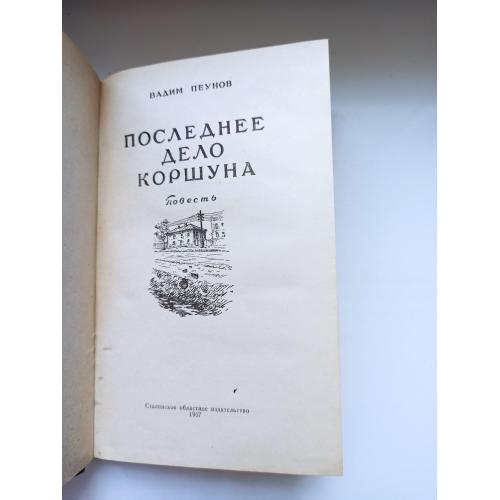 ВАДИМ ПЕУНОВ
ПОСЛЕДНЕЕ
ДЕЛО
КОРШУНА
Повесть
Сталинское областное издательство
1957